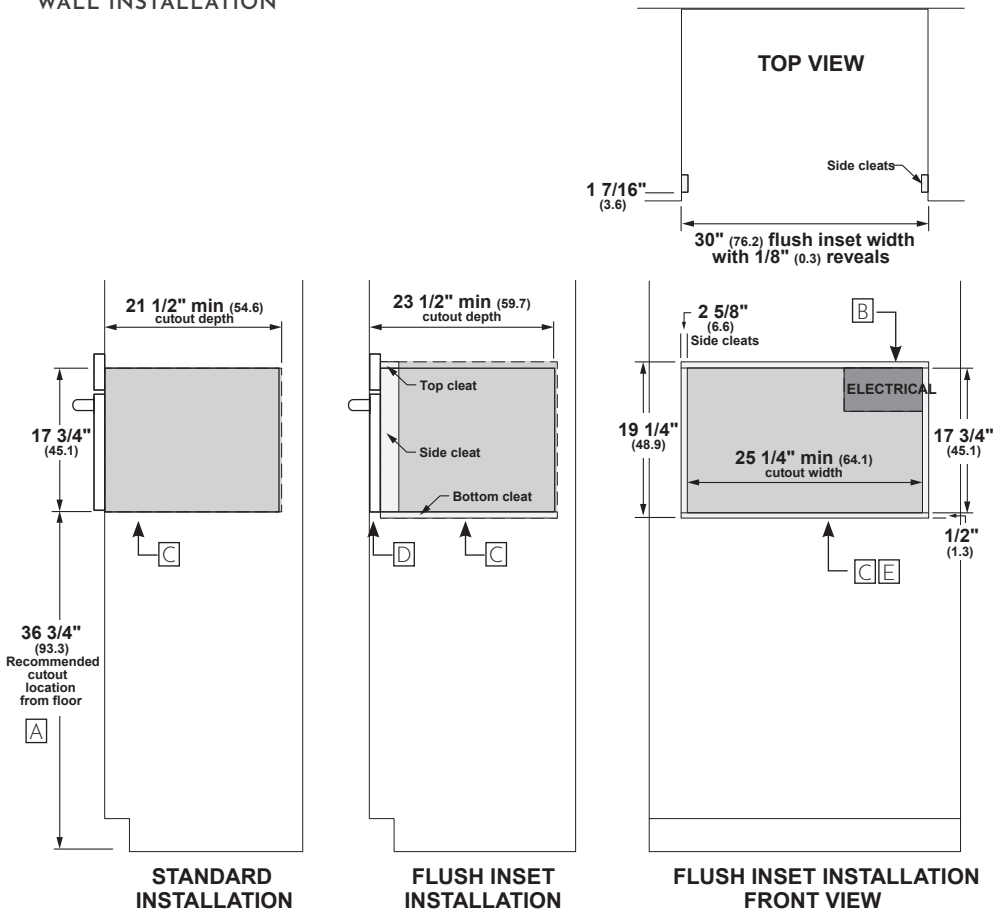 WALL INSTALLATION
TOP VIEW
Side cleats
1 7/16"
(3.6)
30" (76.2) flush inset width
with 1/8" (0.3) reveals
21 1/2" min (54.6)
cutout depth
17 3/4"
(45.1)
C
36 3/4"
(93.3)
Recommended
cutout
location
from floor
A
STANDARD
INSTALLATION
23 1/2" min (59.7)
cutout depth
Top cleat
Side cleat
Bottom cleat
D
C
FLUSH INSET
INSTALLATION
2 5/8"
(6.6)
Side cleats
B
ELECTRICAL
19 1/4"
(48.9)
25 1/4" min (64.1)
cutout width
17 3/4"
(45.1)
1/2"
(1.3)
C E
FLUSH INSET INSTALLATION
FRONT VIEW